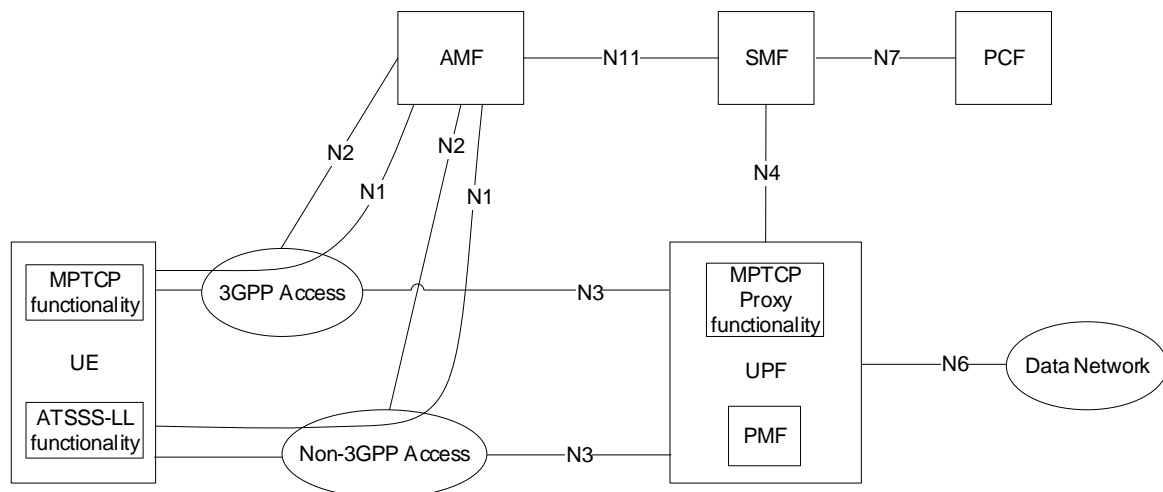 AMF
N11
SMF
N7
PCF
N2
N1
N2
N1
N4
MPTCP
functionality
UE
ATSSS-LL
functionality
3GPP Access
N3
Non-3GPP Access
N3
MPTCP
Proxy
functionality
UPF
PMF
N6
Data Network